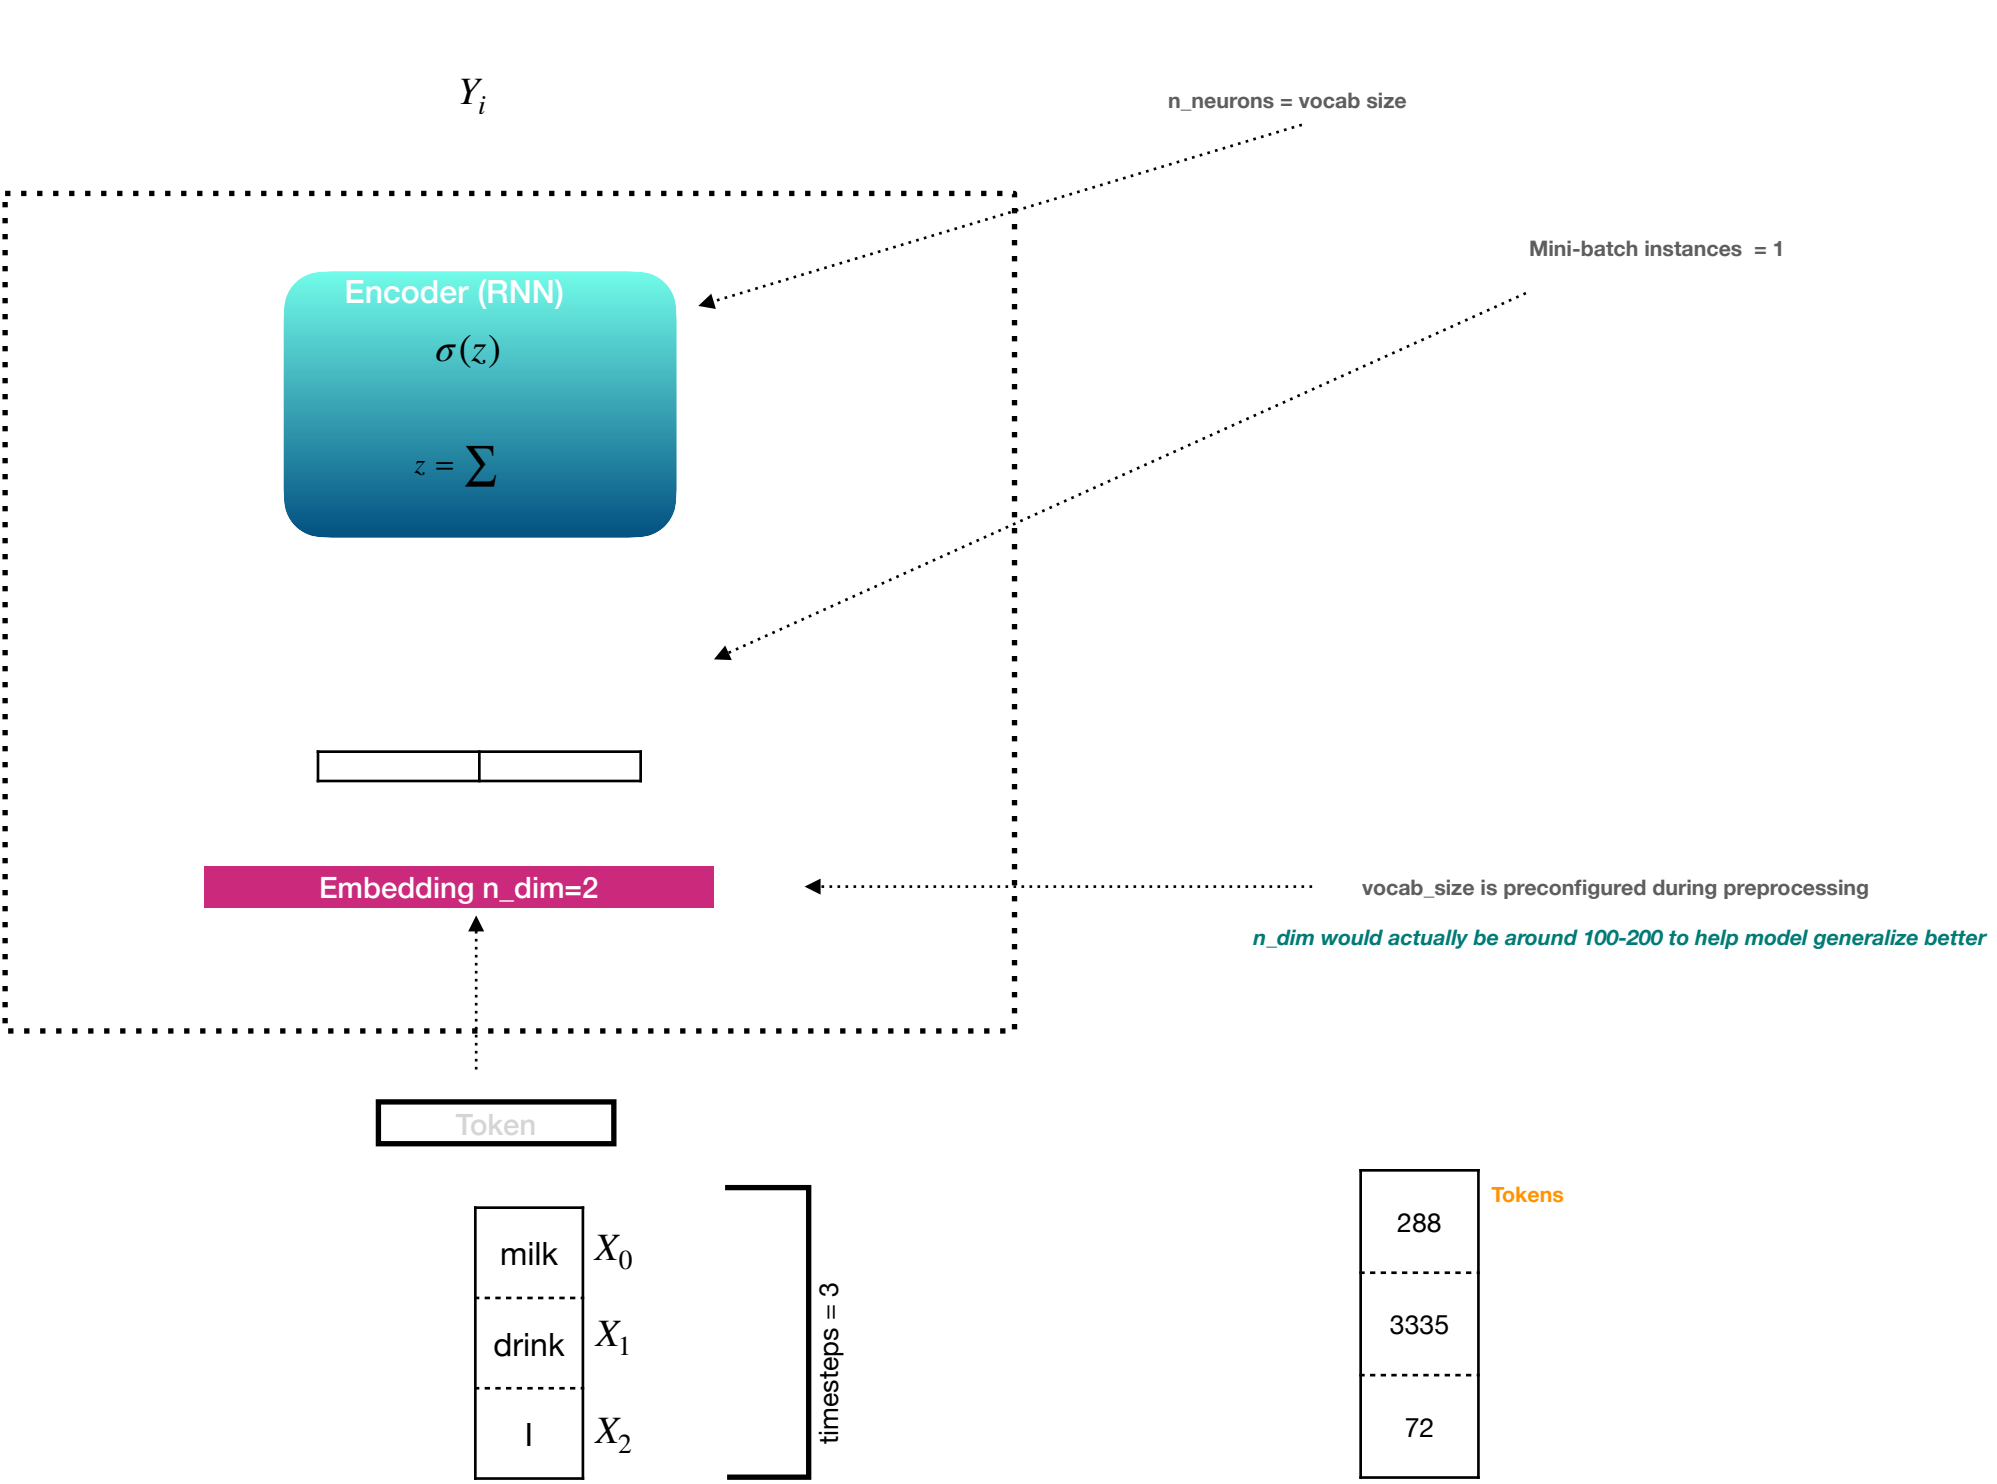 Y_i
n_neurons = vocab size
Mini-batch instances = 1
Encoder (RNN)
σ(z)
z = ∑
Embedding n_dim=2
vocab_size is preconfigured during preprocessing
n_dim would actually be around 100-200 to help model generalize better
Token
milk X_0
drink X_1
I X_2
timesteps = 3
Tokens
288
3335
72